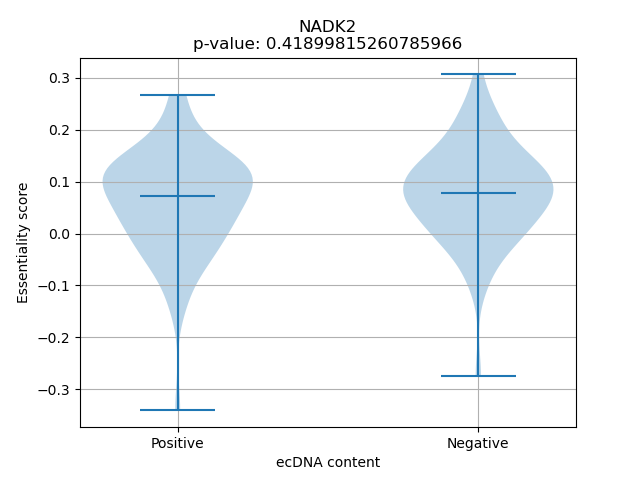 NADK2
p-value: 0.41899815260785966
Essentiality score
0.3
0.2
0.1
0.0
−0.1
−0.2
−0.3
Positive
Negative
ecDNA content